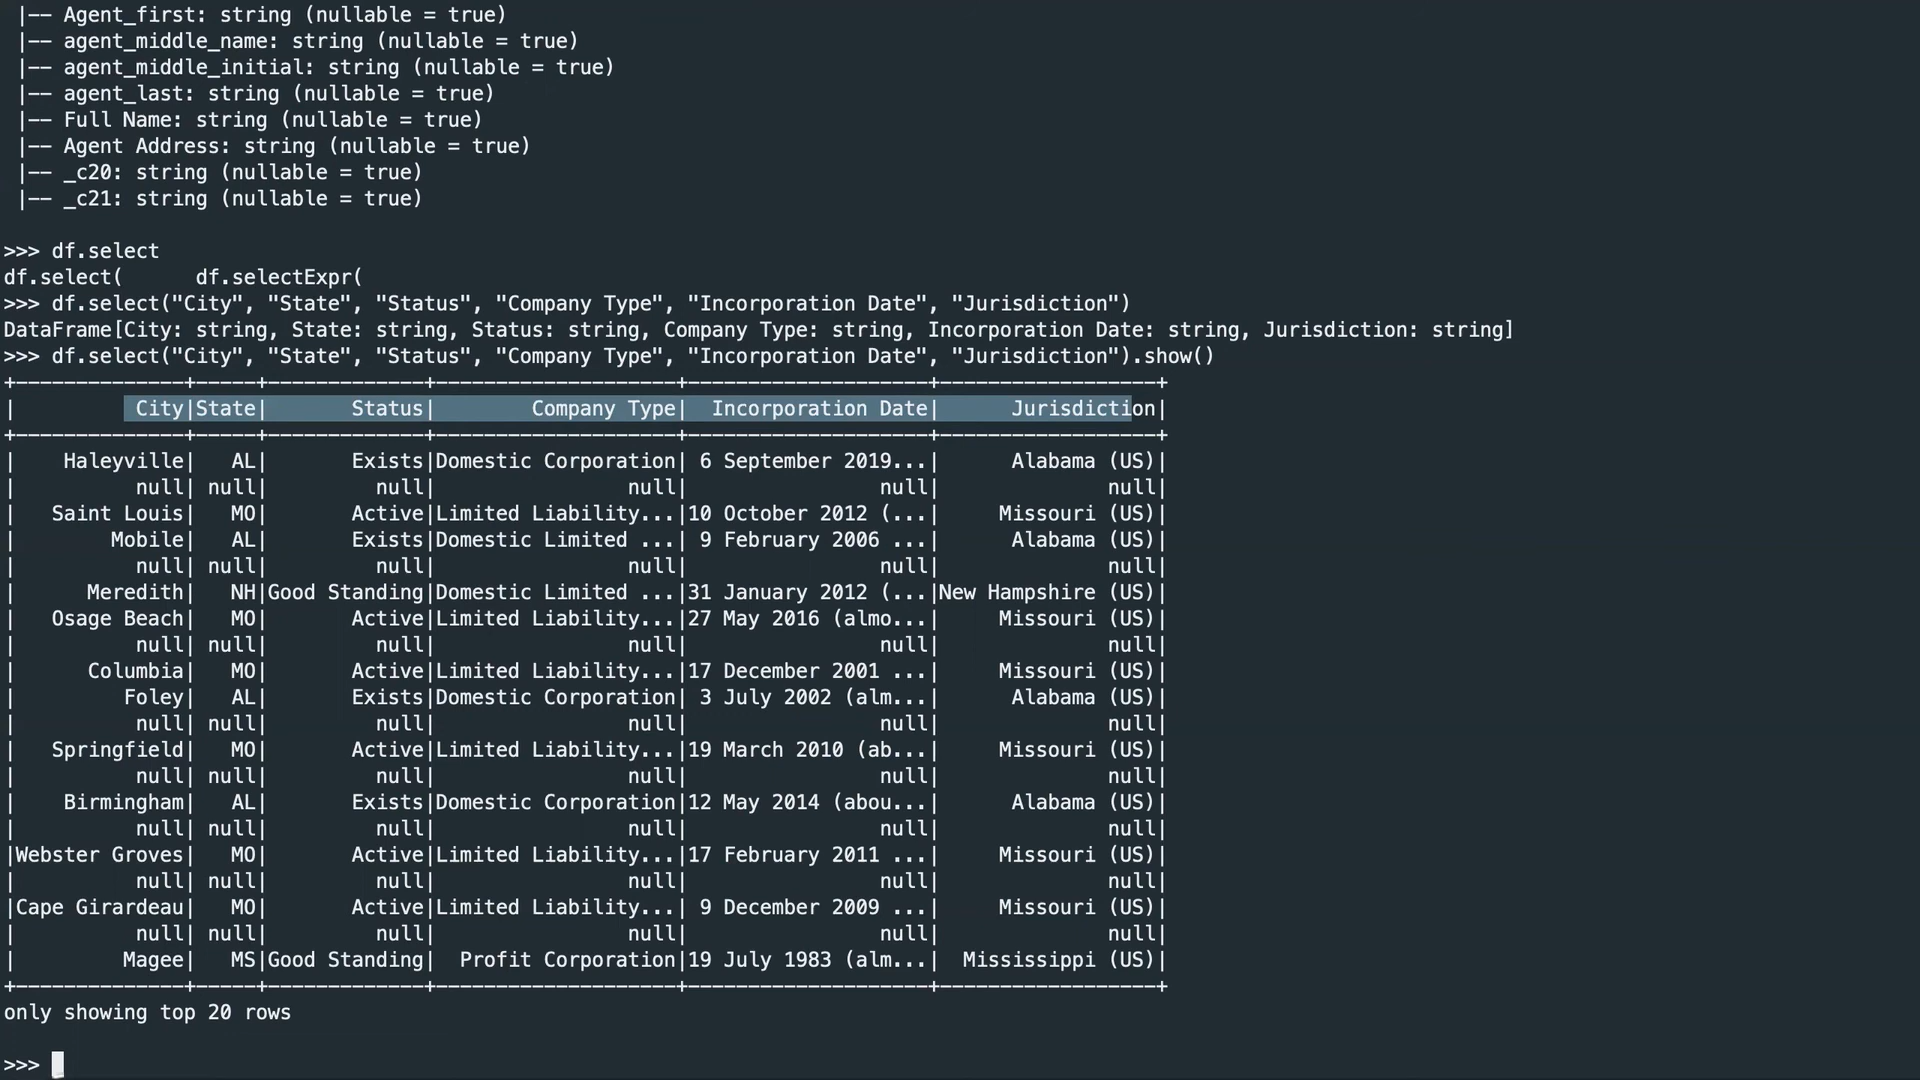 |-- Agent_first: string (nullable = true)
 |-- agent_middle_name: string (nullable = true)
 |-- agent_middle_initial: string (nullable = true)
 |-- agent_last: string (nullable = true)
 |-- Full Name: string (nullable = true)
 |-- Agent Address: string (nullable = true)
 |-- _c20: string (nullable = true)
 |-- _c21: string (nullable = true)

>>> df.select
df.select(      df.selectExpr(
>>> df.select("City", "State", "Status", "Company Type", "Incorporation Date", "Jurisdiction")
DataFrame[City: string, State: string, Status: string, Company Type: string, Incorporation Date: string, Jurisdiction: string]
>>> df.select("City", "State", "Status", "Company Type", "Incorporation Date", "Jurisdiction").show()
+--------------+-----+-------------+--------------------+--------------------+------------------+
|          City|State|       Status|        Company Type|  Incorporation Date|      Jurisdiction|
+--------------+-----+-------------+--------------------+--------------------+------------------+
|    Haleyville|   AL|       Exists|Domestic Corporation| 6 September 2019...|      Alabama (US)|
|          null| null|         null|                null|                null|              null|
|   Saint Louis|   MO|       Active|Limited Liability...|10 October 2012 (...|     Missouri (US)|
|        Mobile|   AL|       Exists|Domestic Limited ...| 9 February 2006 ...|      Alabama (US)|
|          null| null|         null|                null|                null|              null|
|      Meredith|   NH|Good Standing|Domestic Limited ...|31 January 2012 (...|New Hampshire (US)|
|   Osage Beach|   MO|       Active|Limited Liability...|27 May 2016 (almo...|     Missouri (US)|
|          null| null|         null|                null|                null|              null|
|      Columbia|   MO|       Active|Limited Liability...|17 December 2001 ...|     Missouri (US)|
|         Foley|   AL|       Exists|Domestic Corporation| 3 July 2002 (alm...|      Alabama (US)|
|          null| null|         null|                null|                null|              null|
|   Springfield|   MO|       Active|Limited Liability...|19 March 2010 (ab...|     Missouri (US)|
|          null| null|         null|                null|                null|              null|
|    Birmingham|   AL|       Exists|Domestic Corporation|12 May 2014 (abou...|      Alabama (US)|
|          null| null|         null|                null|                null|              null|
|Webster Groves|   MO|       Active|Limited Liability...|17 February 2011 ...|     Missouri (US)|
|          null| null|         null|                null|                null|              null|
|Cape Girardeau|   MO|       Active|Limited Liability...| 9 December 2009 ...|     Missouri (US)|
|          null| null|         null|                null|                null|              null|
|         Magee|   MS|Good Standing|  Profit Corporation|19 July 1983 (alm...|  Mississippi (US)|
+--------------+-----+-------------+--------------------+--------------------+------------------+
only showing top 20 rows

>>>